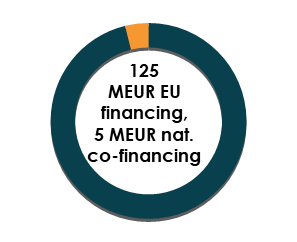 125
MEUR EU
financing,
5 MEUR nat.
co-financing